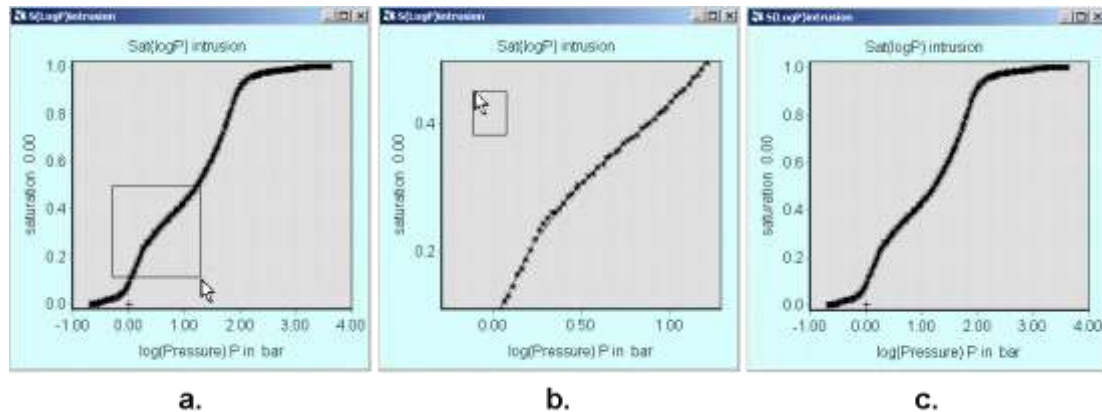 S(LogP)intrusion
Sat(logP) intrusion
1.0
0.8
0.6
0.4
0.2
0.0
saturation 0.00
-1.00 0.00 1.00 2.00 3.00 4.00
log(Pressure) P in bar
a.
S(LogP)intrusion
Sat(logP) intrusion
0.4
0.2
saturation 0.00
0.00 0.50 1.00
log(Pressure) P in bar
b.
S(LogP)intrusion
Sat(logP) intrusion
1.0
0.8
0.6
0.4
0.2
0.0
saturation 0.00
-1.00 0.00 1.00 2.00 3.00 4.00
log(Pressure) P in bar
c.